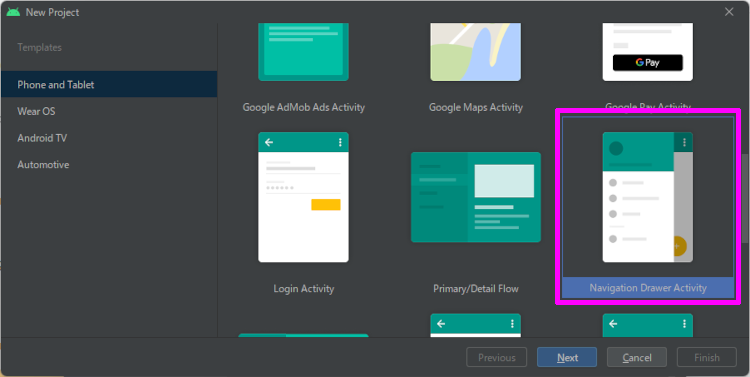 New Project
Templates
Phone and Tablet
Wear OS
Android TV
Automotive
G Pay
Google AdMob Ads Activity
Google Maps Activity
Google Pay Activity
Login Activity
Primary/Detail Flow
Navigation Drawer Activity
Previous
Next
Cancel
Finish